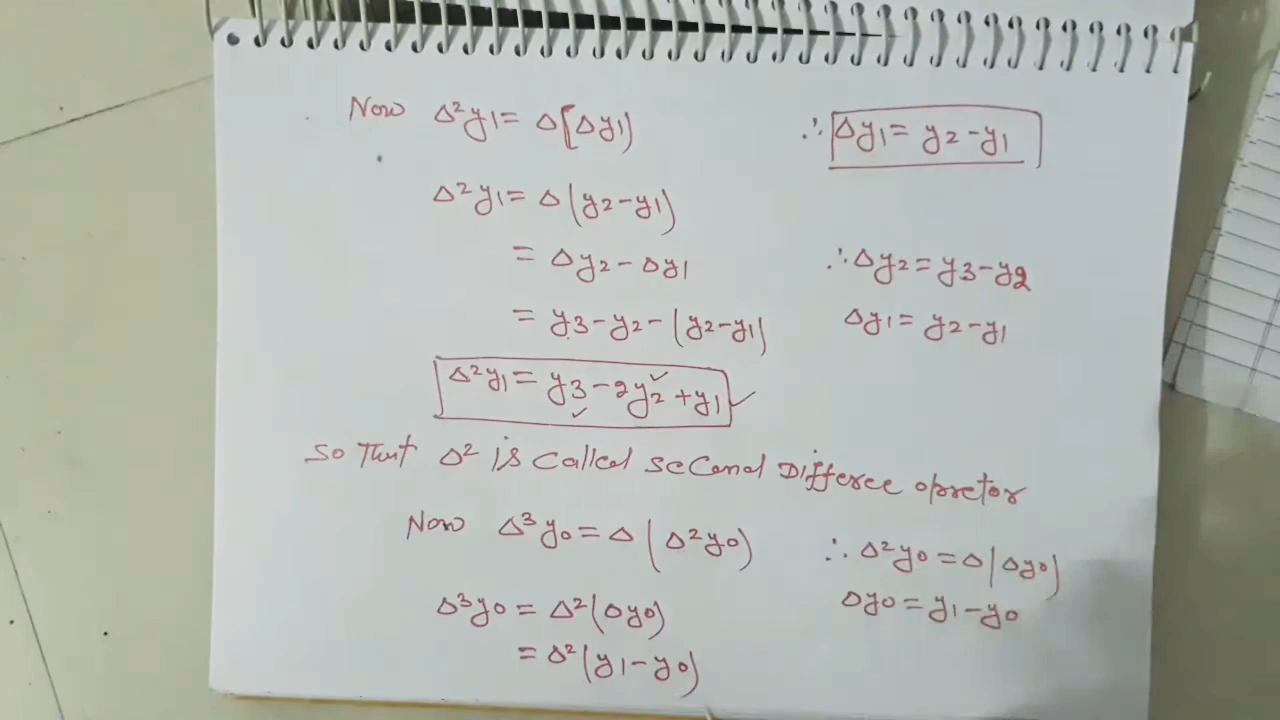 Now Δ²y1 = Δ[Δy1) ∴ Δy1 = y2 - y1
Δ²y1 = Δ(y2-y1)
= Δy2 - Δy1 ∴ Δy2 = y3 - y2
= y3 - y2 - (y2-y1) Δy1 = y2 - y1
Δ²y1 = y3 - 2y2 + y1
So that Δ² is called second Differce opretor
Now Δ³y0 = Δ(Δ²y0) ∴ Δ²y0 = Δ(Δy0)
Δ³y0 = Δ²(Δy0) Δy0 = y1 - y0
= Δ²(y1 - y0)